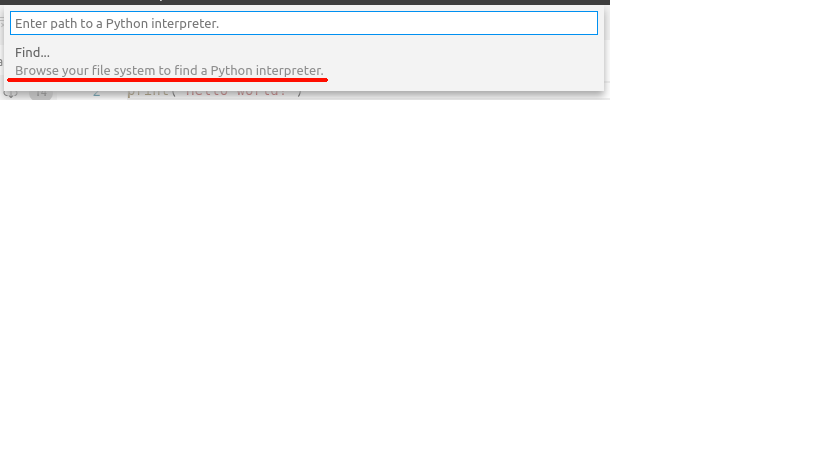 Enter path to a Python interpreter.
Find...
Browse your file system to find a Python interpreter.
14 2 print("Hello world!")